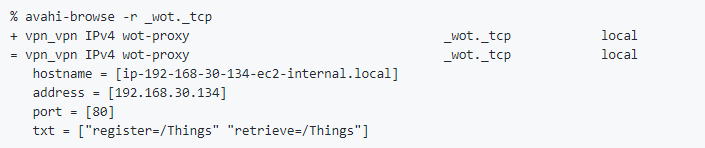 % avahi-browse -r _wot._tcp
+ vpn_vpn IPv4 wot-proxy _wot._tcp local
= vpn_vpn IPv4 wot-proxy _wot._tcp local
hostname = [ip-192-168-30-134-ec2-internal.local]
address = [192.168.30.134]
port = [80]
txt = ["register=/Things" "retrieve=/Things"]